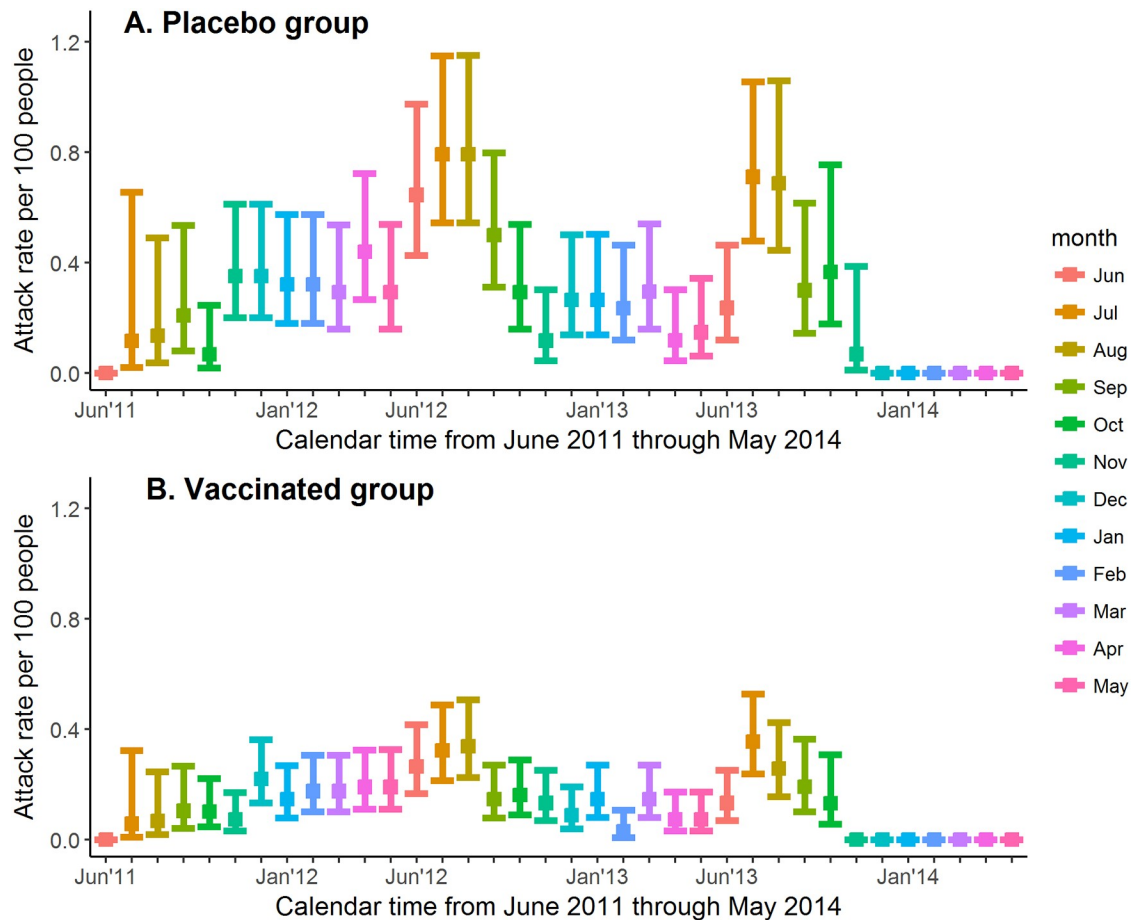 A. Placebo group
Attack rate per 100 people
1.2
0.8
0.4
0.0
Jun'11 Jan'12 Jun'12 Jan'13 Jun'13 Jan'14
Calendar time from June 2011 through May 2014
B. Vaccinated group
Attack rate per 100 people
1.2
0.8
0.4
0.0
Jun'11 Jan'12 Jun'12 Jan'13 Jun'13 Jan'14
Calendar time from June 2011 through May 2014
month
Jun
Jul
Aug
Sep
Oct
Nov
Dec
Jan
Feb
Mar
Apr
May